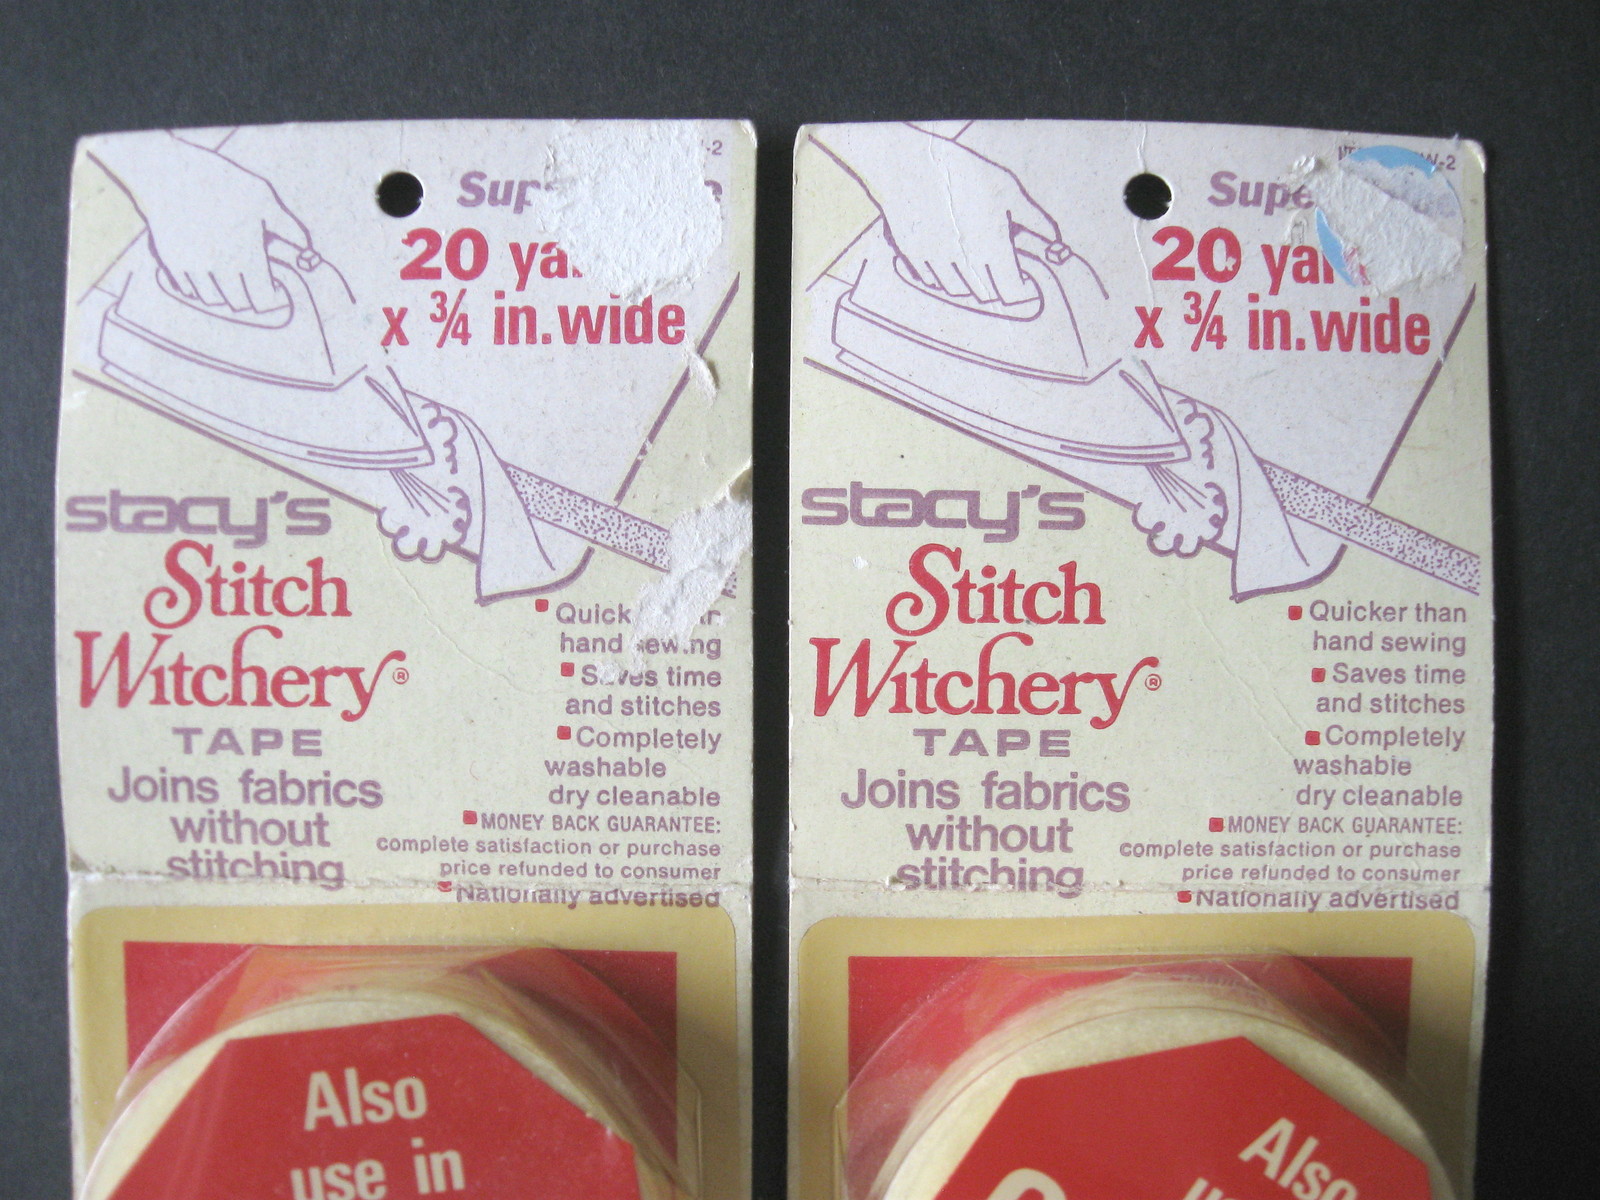 20
x 3/4 in. wide
stacy's
Stitch
Witchery®
TAPE
Joins fabrics
without
stitching
hand sewing
Saves time
and stitches
Completely
washable
dry cleanable
MONEY BACK GUARANTEE:
complete satisfaction or purchase
price refunded to consumer
Nationally advertised
Also
use in
20
x 3/4 in. wide
stacy's
Stitch
Witchery®
TAPE
Joins fabrics
without
stitching
Quicker than
hand sewing
Saves time
and stitches
Completely
washable
dry cleanable
MONEY BACK GUARANTEE:
complete satisfaction or purchase
price refunded to consumer
Nationally advertised
Also